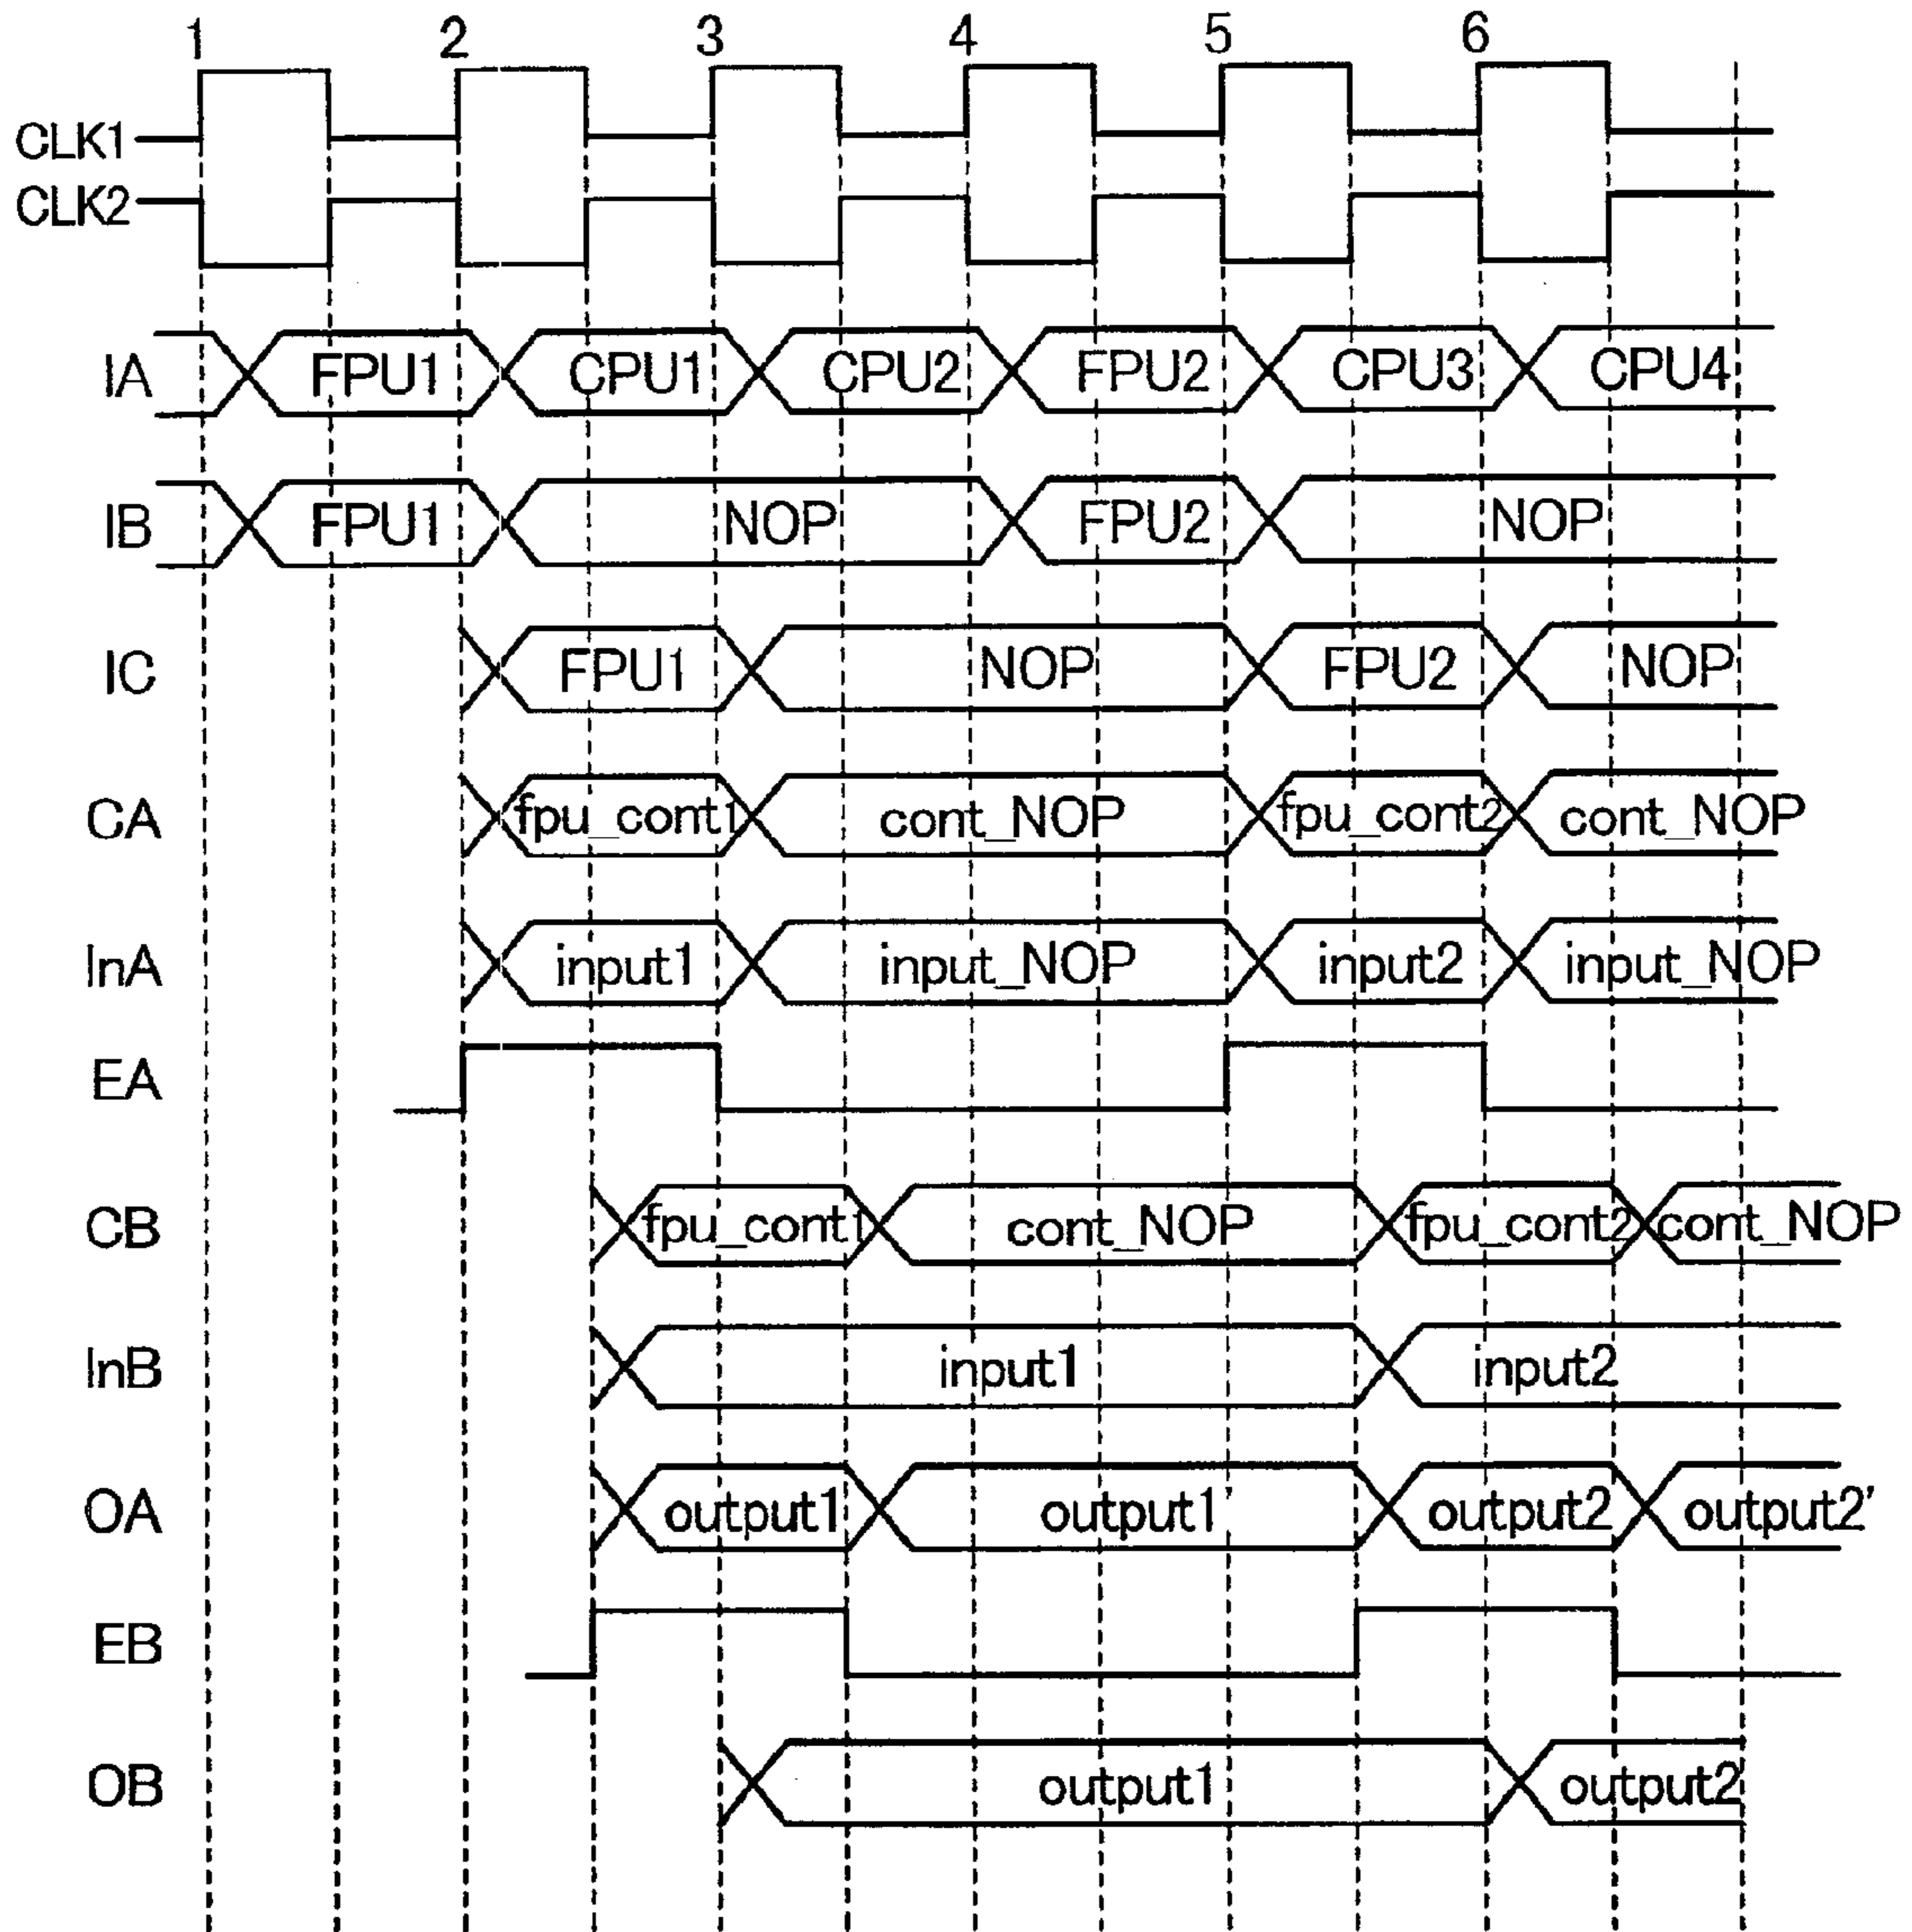 1 2 3 4 5 6
CLK1
CLK2
IA FPU1 CPU1 CPU2 FPU2 CPU3 CPU4
IB FPU1 NOP FPU2 NOP
IC FPU1 NOP FPU2 NOP
CA fpu_cont1 cont_NOP fpu_cont2 cont_NOP
InA input1 input_NOP input2 input_NOP
EA
CB fpu_cont1 cont_NOP fpu_cont2 cont_NOP
InB input1 input2
OA output1 output1' output2 output2'
EB
OB output1 output2